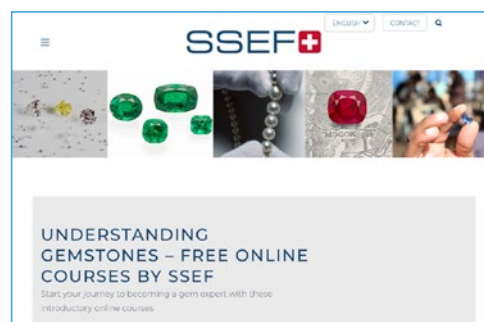 ENGLISH
CONTACT
SSEF
MOGOK
UNDERSTANDING
GEMSTONES – FREE ONLINE
COURSES BY SSEF
Start your journey to becoming a gem expert with these
introductory online courses